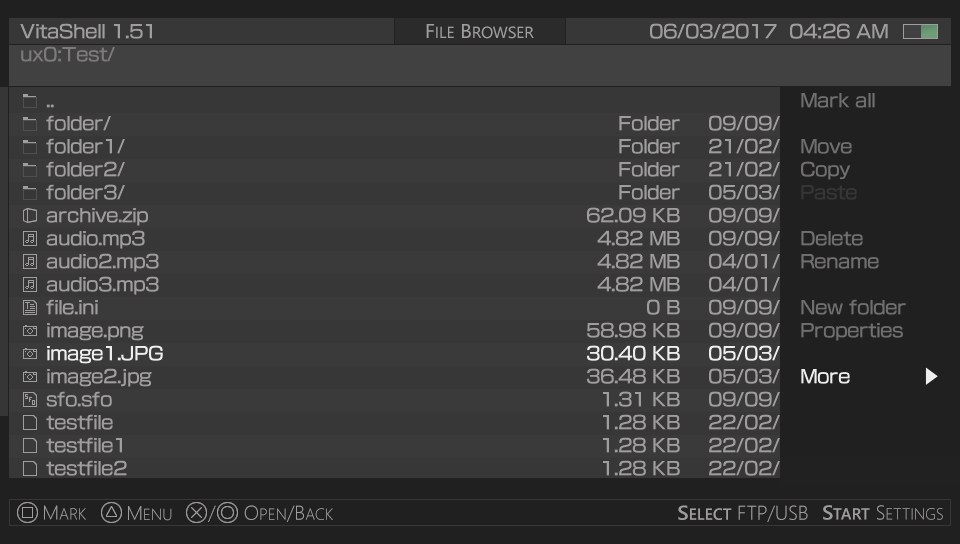 VitaShell 1.51 FILE BROWSER 06/03/2017 04:26 AM
ux0:Test/
.. Mark all
folder/ Folder 09/09/
folder1/ Folder 21/02/ Move
folder2/ Folder 21/02/ Copy
folder3/ Folder 05/03/ Paste
archive.zip 62.09 KB 09/09/
audio.mp3 4.82 MB 09/09/ Delete
audio2.mp3 4.82 MB 04/01/ Rename
audio3.mp3 4.82 MB 04/01/
file.ini 0 B 09/09/ New folder
image.png 58.98 KB 09/09/ Properties
image1.JPG 30.40 KB 05/03/
image2.jpg 36.48 KB 05/03/ More
sfo.sfo 1.31 KB 09/09/
testfile 1.28 KB 22/02/
testfile1 1.28 KB 22/02/
testfile2 1.28 KB 22/02/
MARK MENU / OPEN/BACK SELECT FTP/USB START SETTINGS